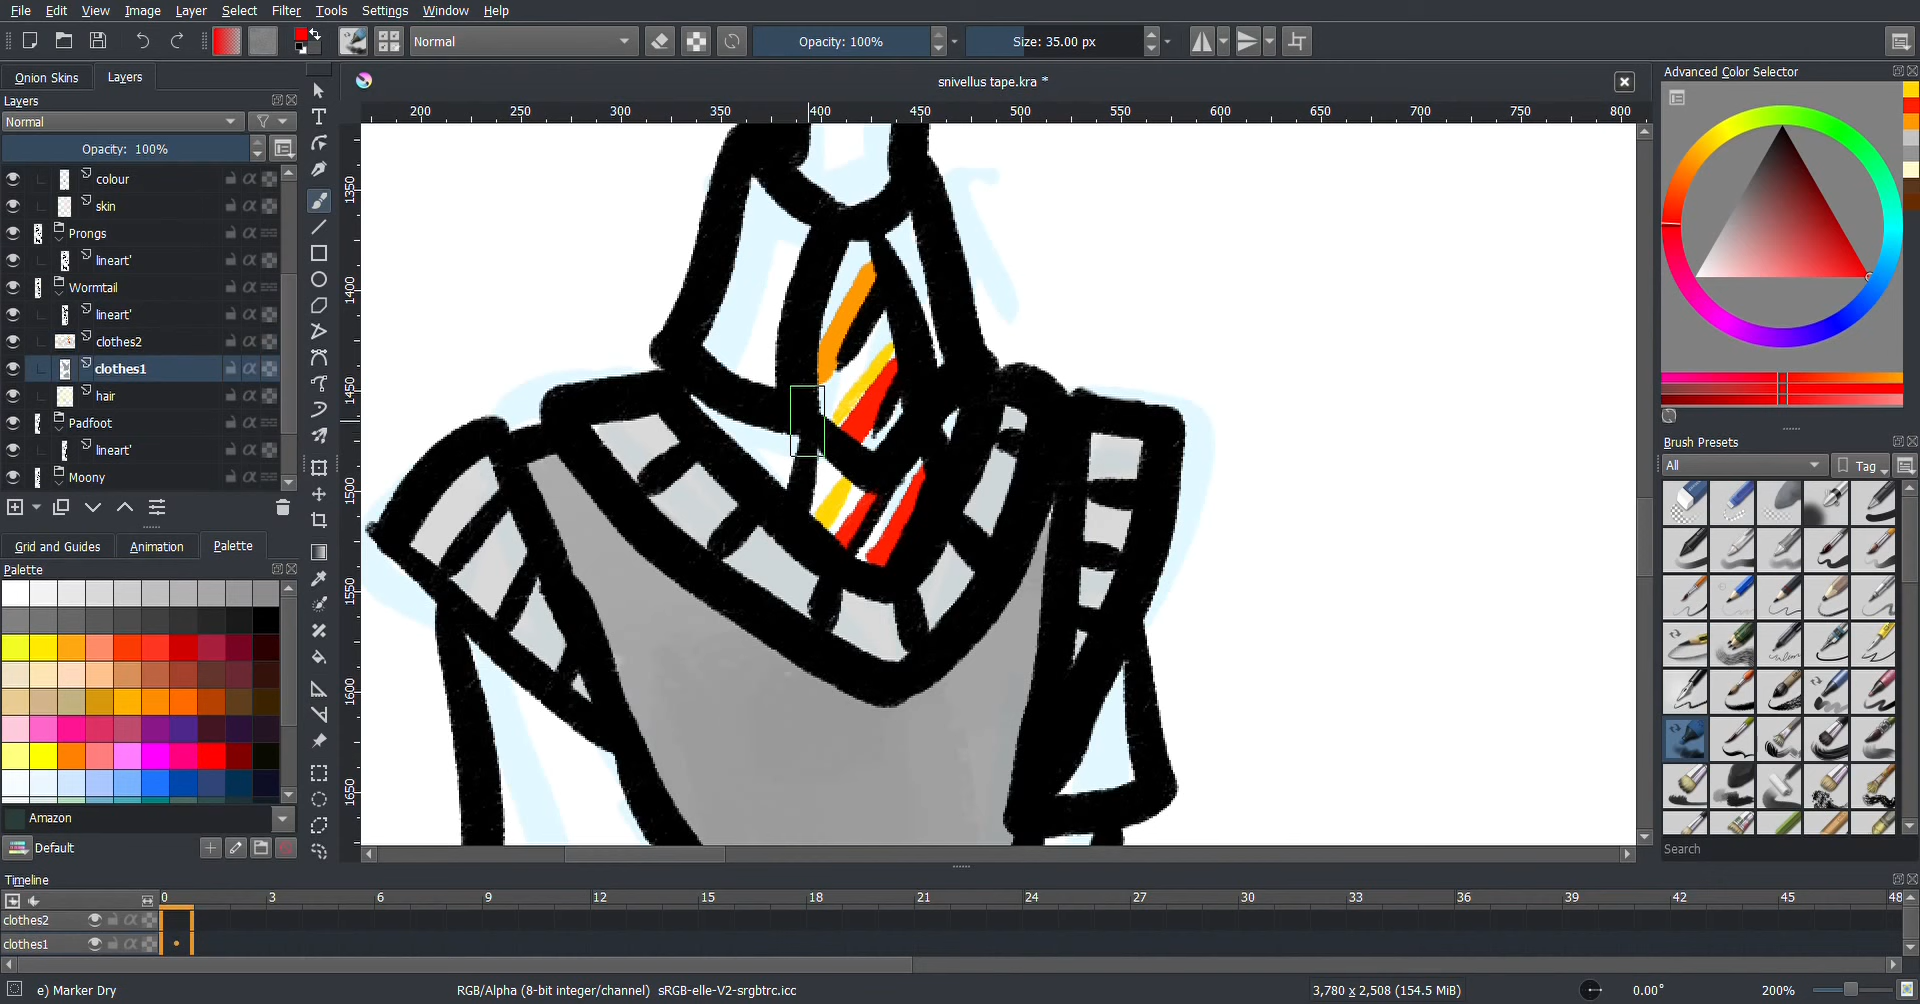 File Edit View Image Layer Select Filter Tools Settings Window Help
Normal Opacity: 100% Size: 35.00 px
Onion Skins Layers
snivellus tape.kra *
Advanced Color Selector
Layers
Normal
200 250 300 350 400 450 500 550 600 650 700 750 800
Opacity: 100%
colour
skin
Prongs
lineart'
Wormtail
lineart'
clothes2
clothes1
hair
Padfoot
lineart'
Moony
1350
1400
1450
1500
1550
1600
1650
Brush Presets
All Tag
Grid and Guides Animation Palette
Palette
Amazon
Default
Search
Timeline
0 3 6 9 12 15 18 21 24 27 30 33 36 39 42 45 48
clothes2
clothes1
e) Marker Dry RGB/Alpha (8-bit integer/channel) sRGB-elle-V2-srgbtrc.icc 3,780 x 2,508 (154.5 MiB) 0.00° 200%